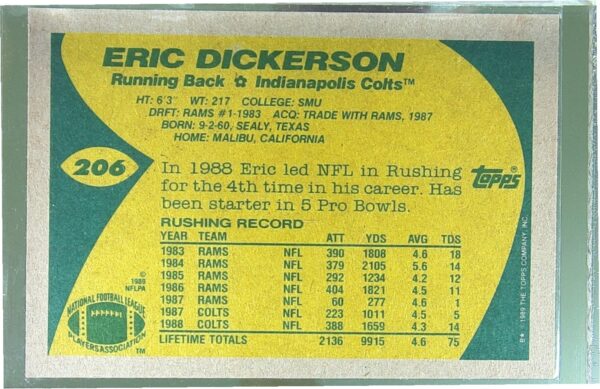 ERIC DICKERSON
Running Back ✩ Indianapolis Colts™
HT: 6'3" WT: 217 COLLEGE: SMU
DRFT: RAMS #1-1983 ACQ: TRADE WITH RAMS, 1987
BORN: 9-2-60, SEALY, TEXAS
HOME: MALIBU, CALIFORNIA
206
In 1988 Eric led NFL in Rushing
for the 4th time in his career. Has
been starter in 5 Pro Bowls.
topps
RUSHING RECORD
YEAR TEAM ATT YDS AVG TDS
1983 RAMS NFL 390 1808 4.6 18
1984 RAMS NFL 379 2105 5.6 14
1985 RAMS NFL 292 1234 4.2 12
1986 RAMS NFL 404 1821 4.5 11
1987 RAMS NFL 60 277 4.6 1
1987 COLTS NFL 223 1011 4.5 5
1988 COLTS NFL 388 1659 4.3 14
LIFETIME TOTALS 2136 9915 4.6 75
© 1989
NFLPA
NATIONAL FOOTBALL LEAGUE
PLAYERS ASSOCIATION
TM
B* © 1989 THE TOPPS COMPANY, INC.